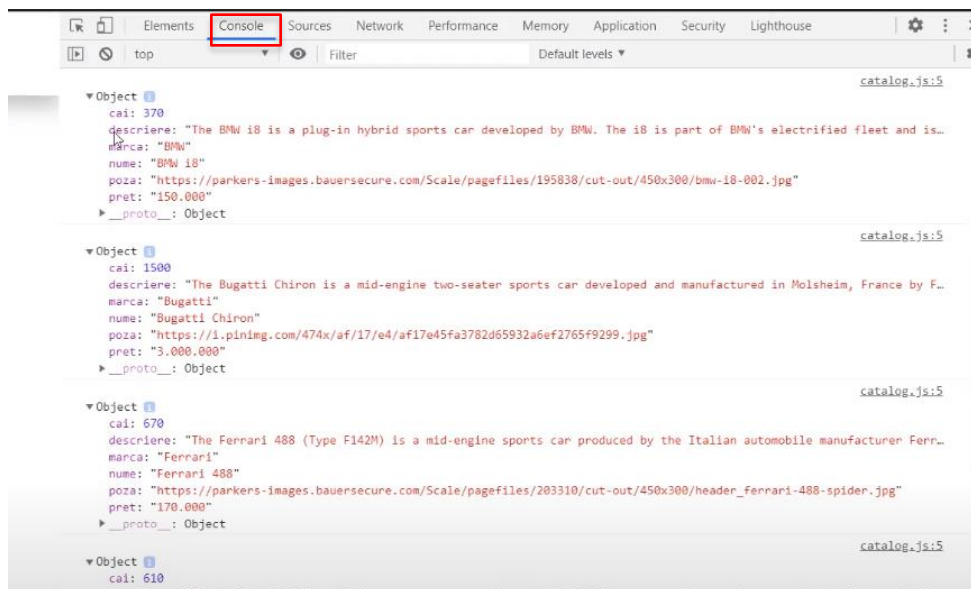 Elements Console Sources Network Performance Memory Application Security Lighthouse
top Filter Default levels
catalog.js:5
Object
cai: 370
descriere: "The BMW i8 is a plug-in hybrid sports car developed by BMW. The i8 is part of BMW's electrified fleet and is…
marca: "BMW"
nume: "BMW i8"
poza: "https://parkers-images.bauersecure.com/Scale/pagefiles/195838/cut-out/450x300/bmw-i8-002.jpg"
pret: "150.000"
__proto__: Object
catalog.js:5
Object
cai: 1500
descriere: "The Bugatti Chiron is a mid-engine two-seater sports car developed and manufactured in Molsheim, France by F…
marca: "Bugatti"
nume: "Bugatti Chiron"
poza: "https://i.pinimg.com/474x/af/17/e4/af17e45fa3782d65932a6ef2765f9299.jpg"
pret: "3.000.000"
__proto__: Object
catalog.js:5
Object
cai: 670
descriere: "The Ferrari 488 (Type F142M) is a mid-engine sports car produced by the Italian automobile manufacturer Ferr…
marca: "Ferrari"
nume: "Ferrari 488"
poza: "https://parkers-images.bauersecure.com/Scale/pagefiles/203310/cut-out/450x300/header_ferrari-488-spider.jpg"
pret: "170.000"
__proto__: Object
catalog.js:5
Object
cai: 610